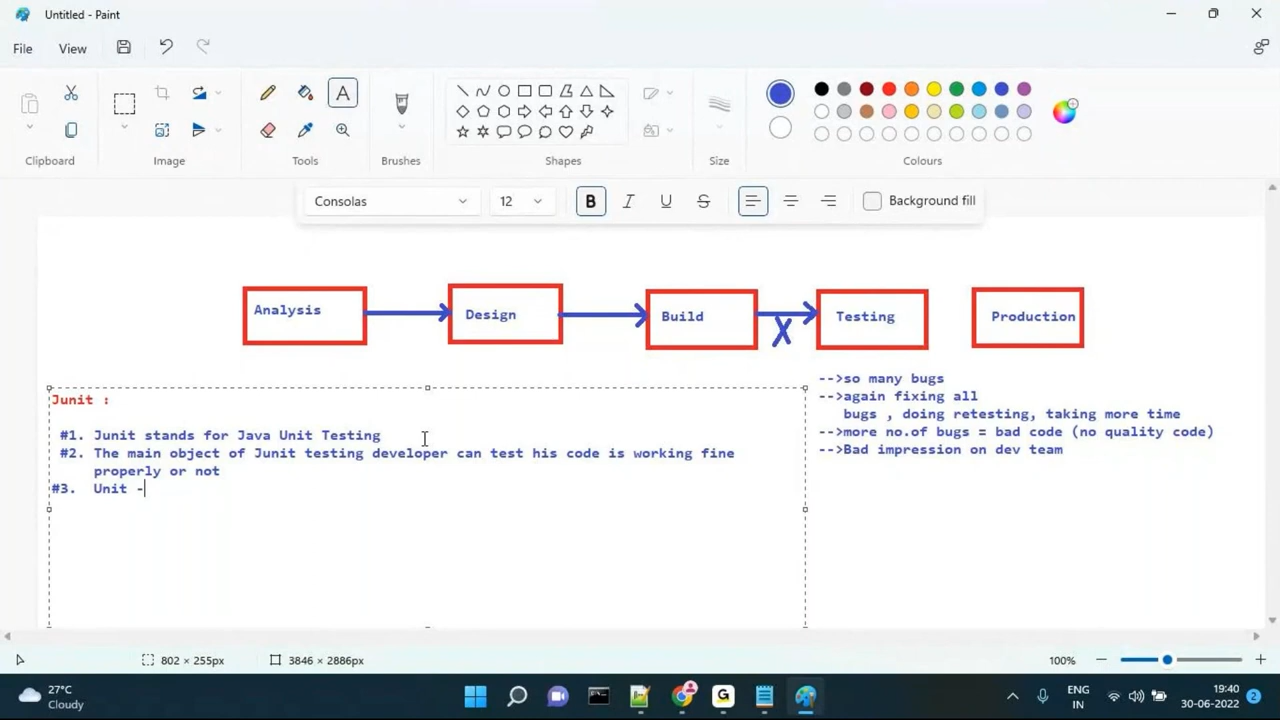 Untitled - Paint
File
View
Clipboard
Image
Tools
Brushes
Shapes
Size
Colours
Consolas
12
B
I
U
S
Background fill
Analysis
Design
Build
X
Testing
Production
-->so many bugs
-->again fixing all
bugs , doing retesting, taking more time
-->more no.of bugs = bad code (no quality code)
-->Bad impression on dev team
Junit :
#1. Junit stands for Java Unit Testing
#2. The main object of Junit testing developer can test his code is working fine
properly or not
#3. Unit -
802 × 255px
3846 × 2886px
100%
27°C
Cloudy
ENG
IN
19:40
30-06-2022
2